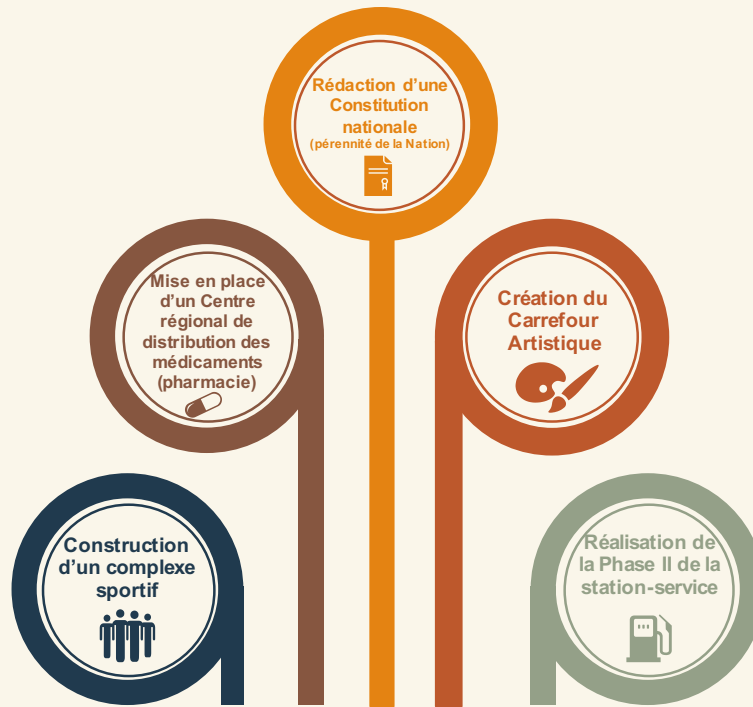 Rédaction d’une
Constitution
nationale
(pérennité de la Nation)
Mise en place
d’un Centre
régional de
distribution des
médicaments
(pharmacie)
Création du
Carrefour
Artistique
Construction
d’un complexe
sportif
Réalisation de
la Phase II de la
station-service